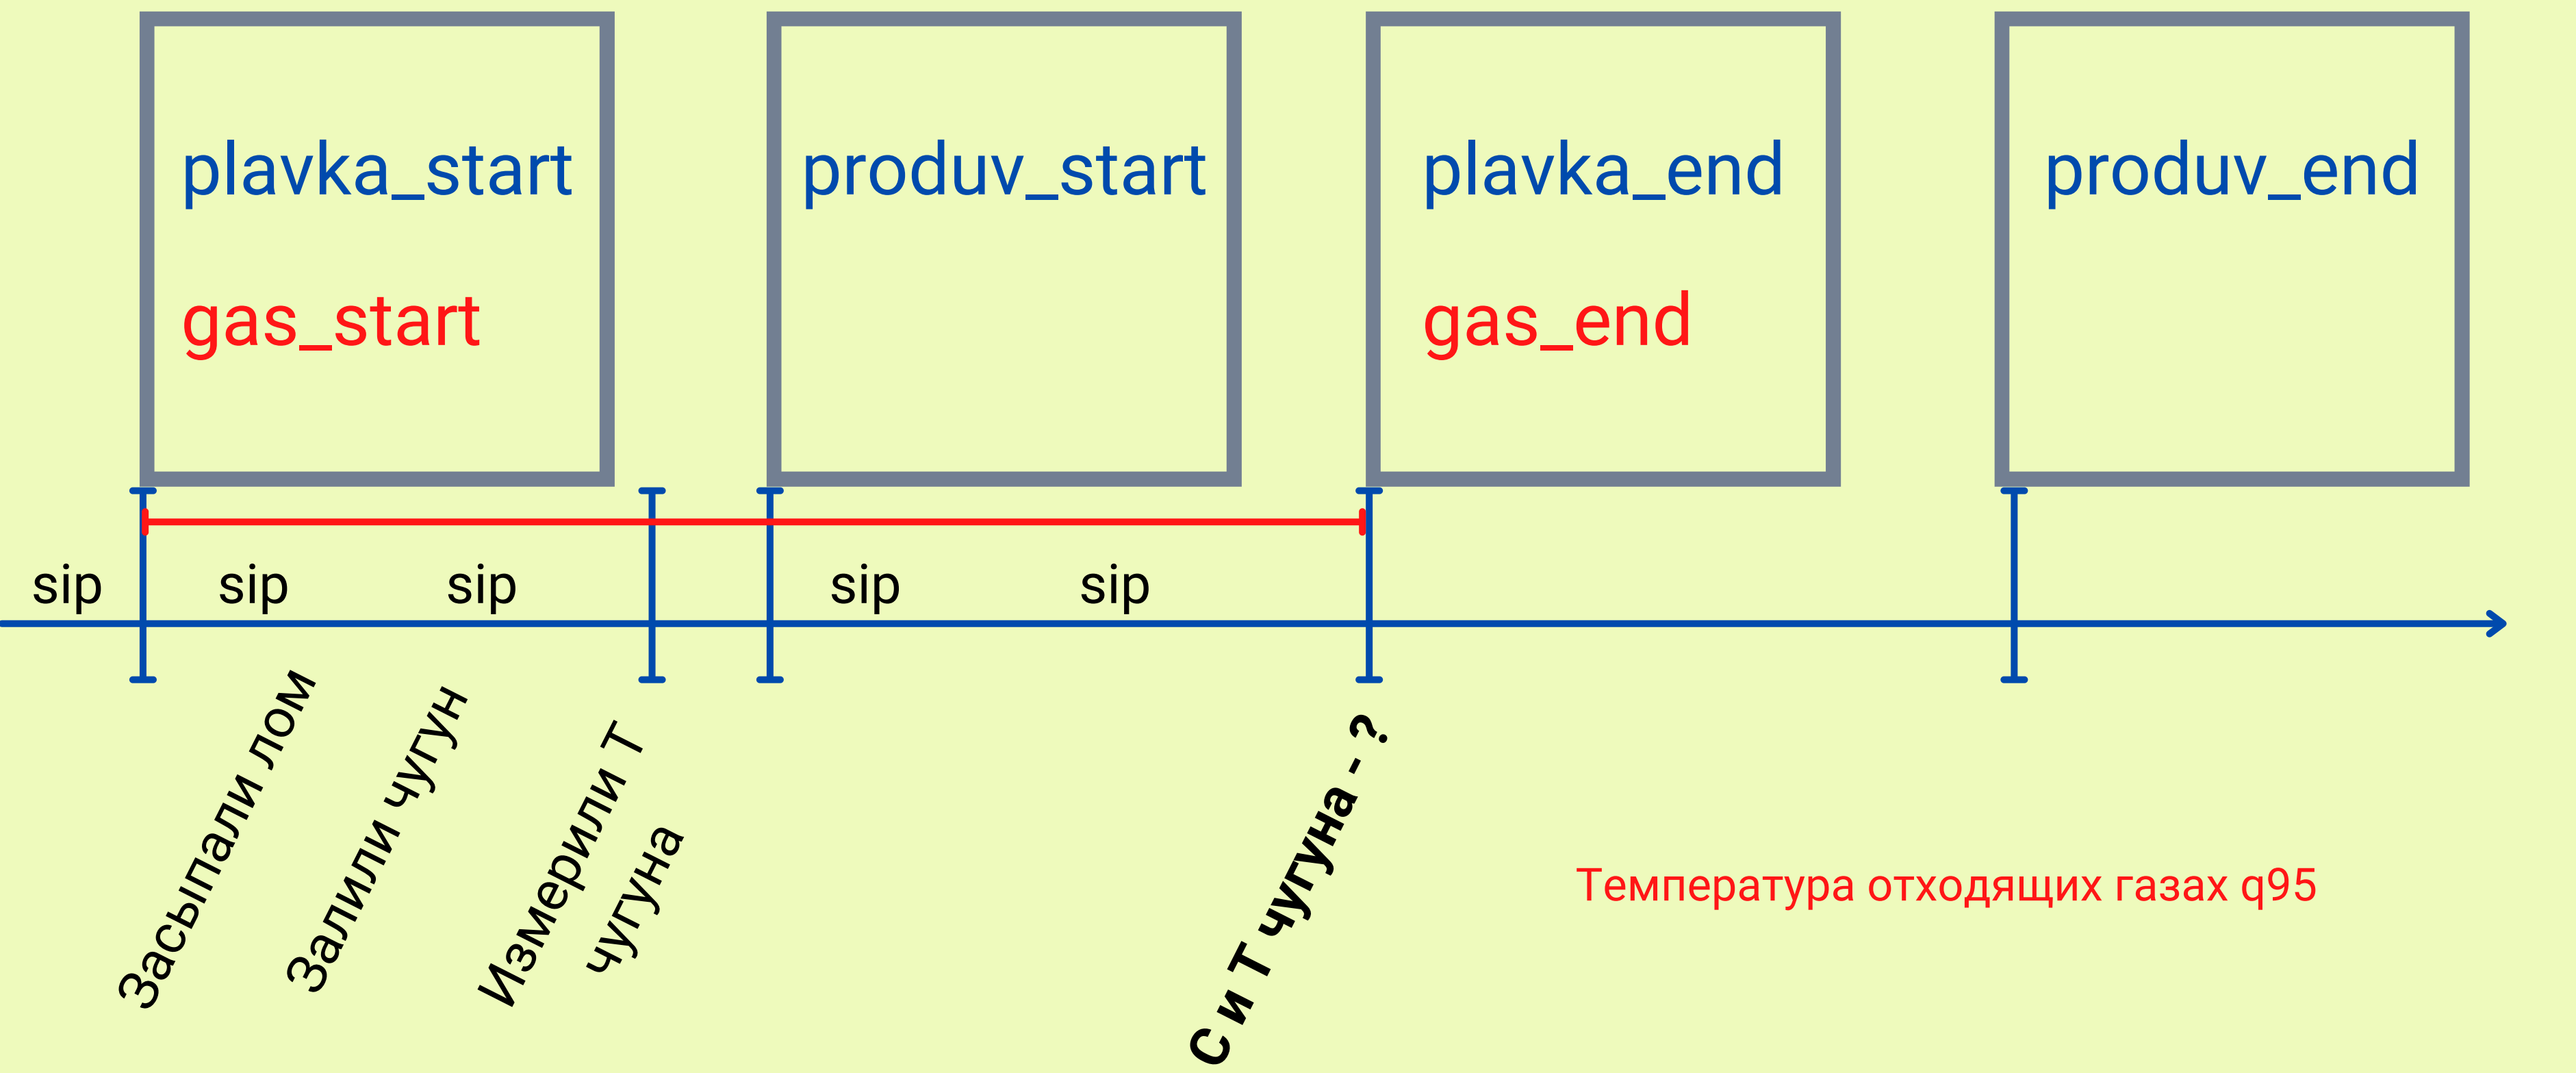 plavka_start
gas_start
produv_start
plavka_end
gas_end
produv_end
sip
sip
sip
sip
sip
Засыпали лом
Залили чугун
Измерили Т
чугуна
С и Т чугуна - ?
Температура отходящих газах q95